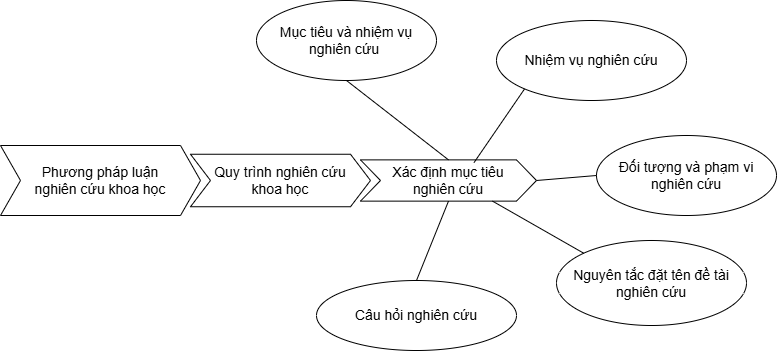 Mục tiêu và nhiệm vụ
nghiên cứu
Nhiệm vụ nghiên cứu
Phương pháp luận
nghiên cứu khoa học
Quy trình nghiên cứu
khoa học
Xác định mục tiêu
nghiên cứu
Đối tượng và phạm vi
nghiên cứu
Nguyên tắc đặt tên đề tài
nghiên cứu
Câu hỏi nghiên cứu